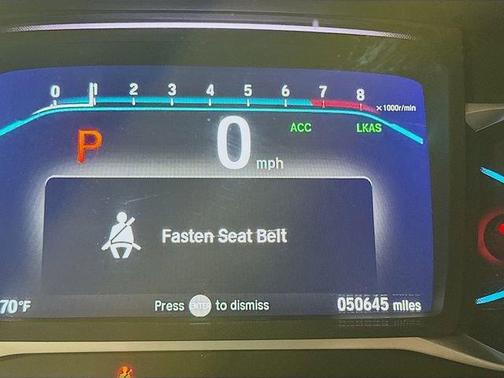 0 1 2 3 4 5 6 7 8 ×1000r/min
P 0 mph ACC LKAS
Fasten Seat Belt
70°F Press ENTER to dismiss 050645 miles